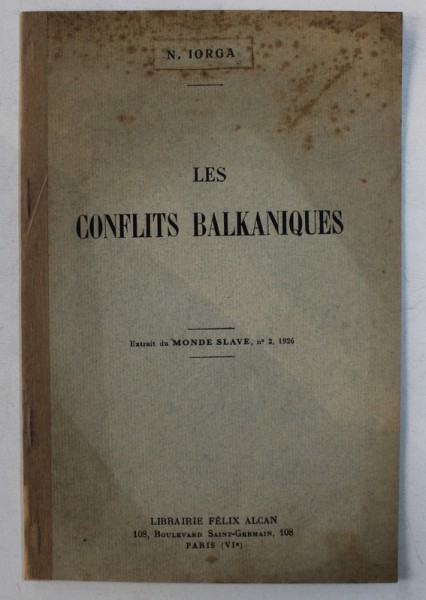 N. IORGA
LES
CONFLITS BALKANIQUES
Extrait du MONDE SLAVE, n° 2, 1926
LIBRAIRIE FÉLIX ALCAN
108, BOULEVARD SAINT-GERMAIN, 108
PARIS (VIe)